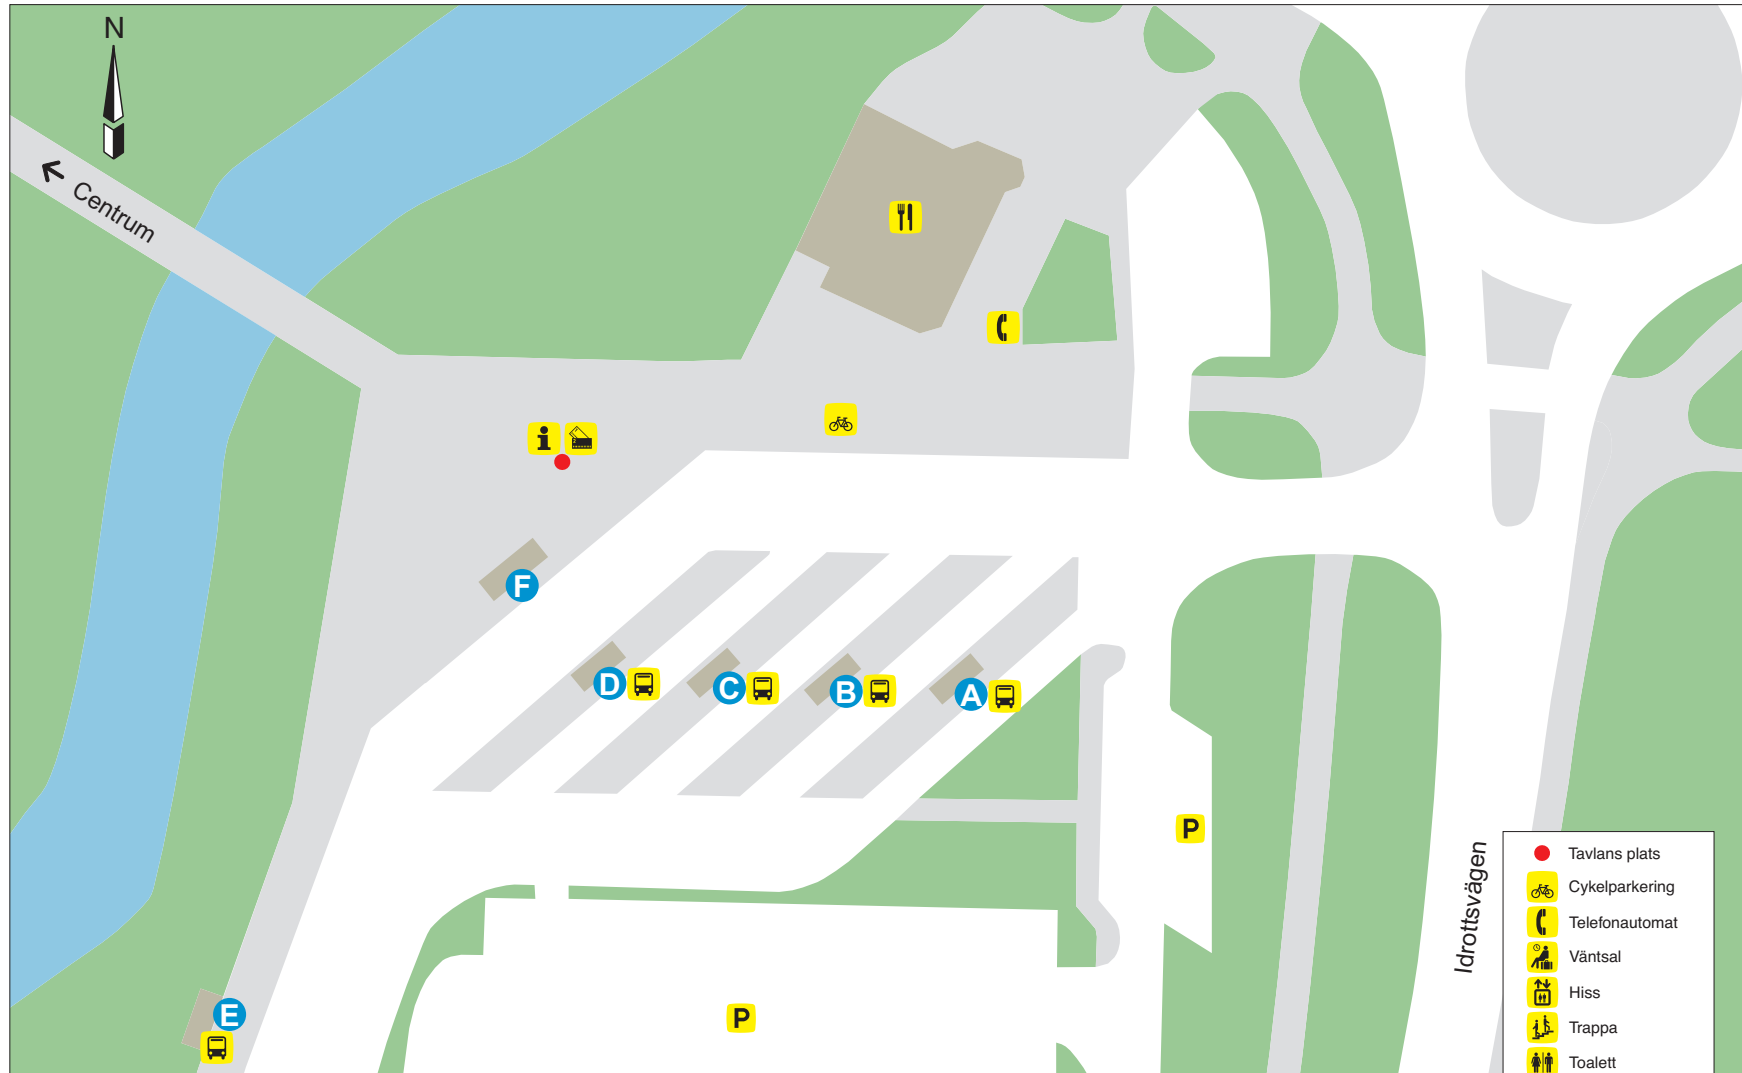 N
Centrum
i
F
D
C
B
A
P
Idrottsvägen
E
P
Tavlans plats
Cykelparkering
Telefonautomat
Väntsal
Hiss
Trappa
Toalett